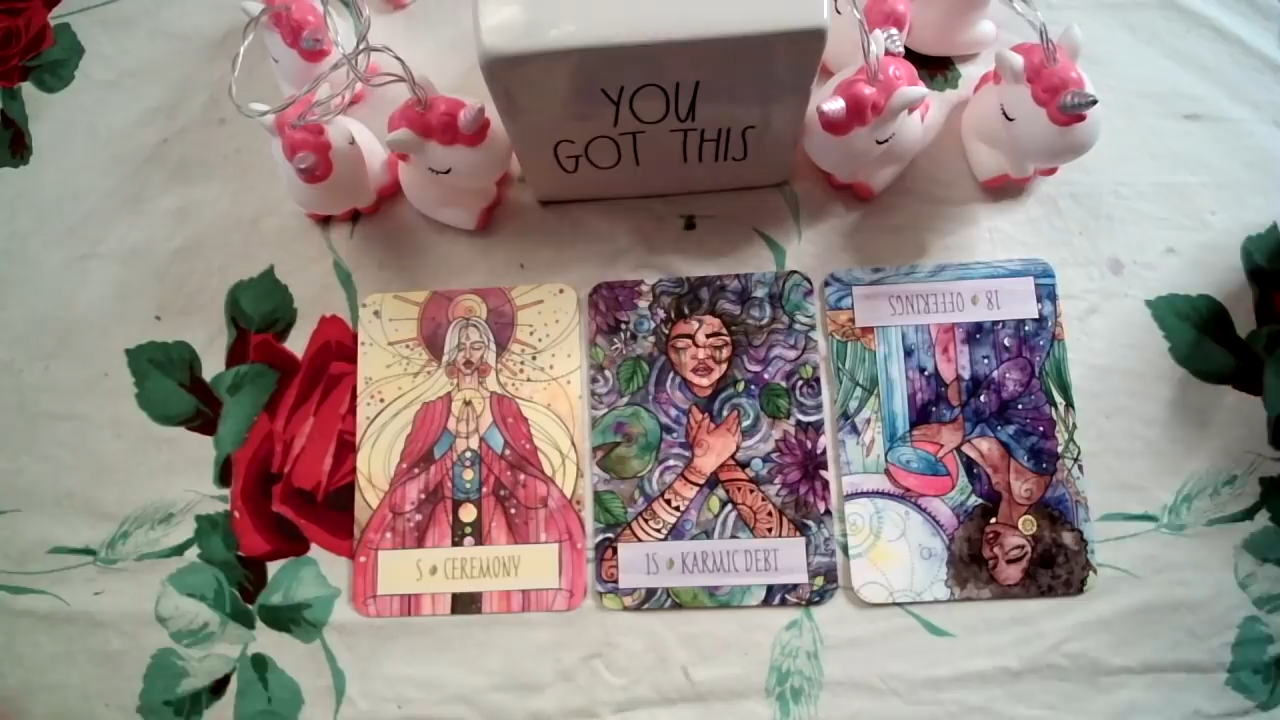 YOU
GOT THIS
5 CEREMONY
15 KARMIC DEBT
18 OFFERINGS